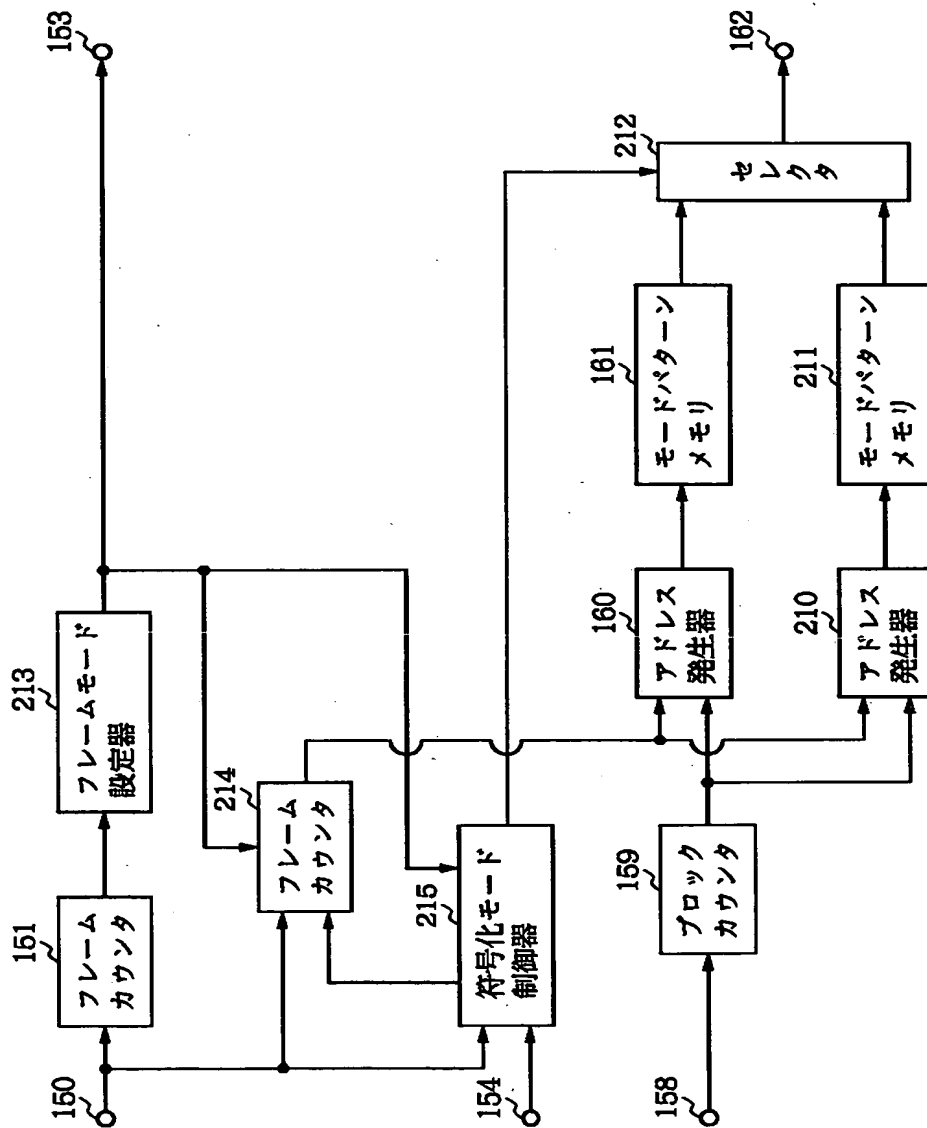 150
151
フレーム
カウンタ
213
フレームモード
設定器
153
214
フレーム
カウンタ
154
215
符号化モード
制御器
158
159
ブロック
カウンタ
160
アドレス
発生器
161
モードパターン
メモリ
210
アドレス
発生器
211
モードパターン
メモリ
212
セレクタ
162